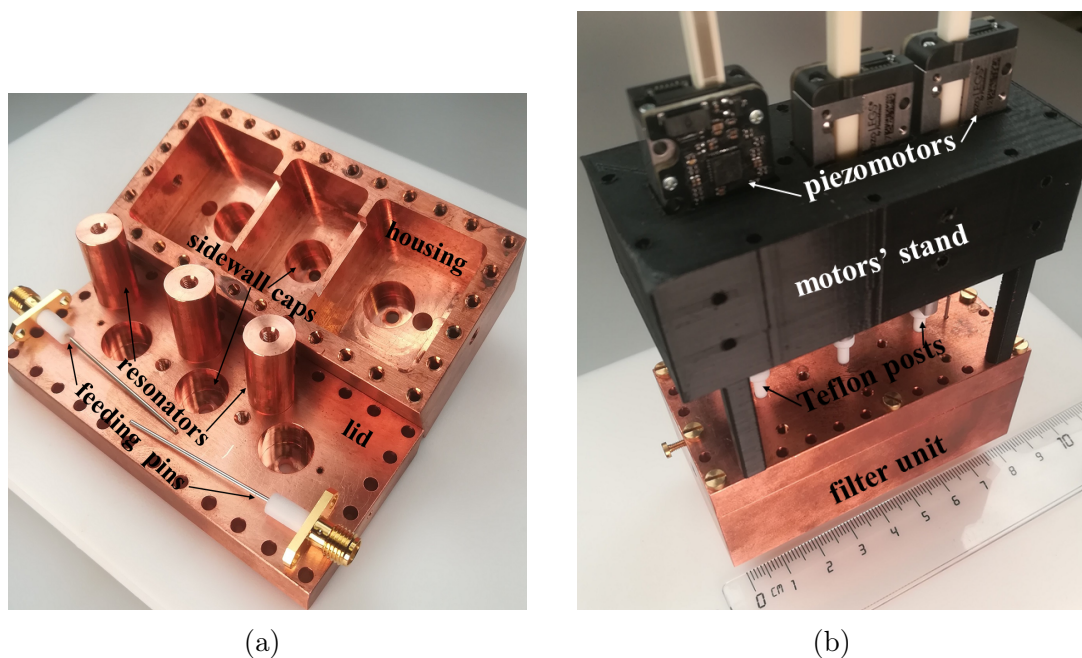 housing
sidewall caps
resonators
feeding pins
lid
(a)
piezomotors
motors' stand
Teflon posts
filter unit
0 CM 1 2 3 4 5 6 7 8 9 10
(b)